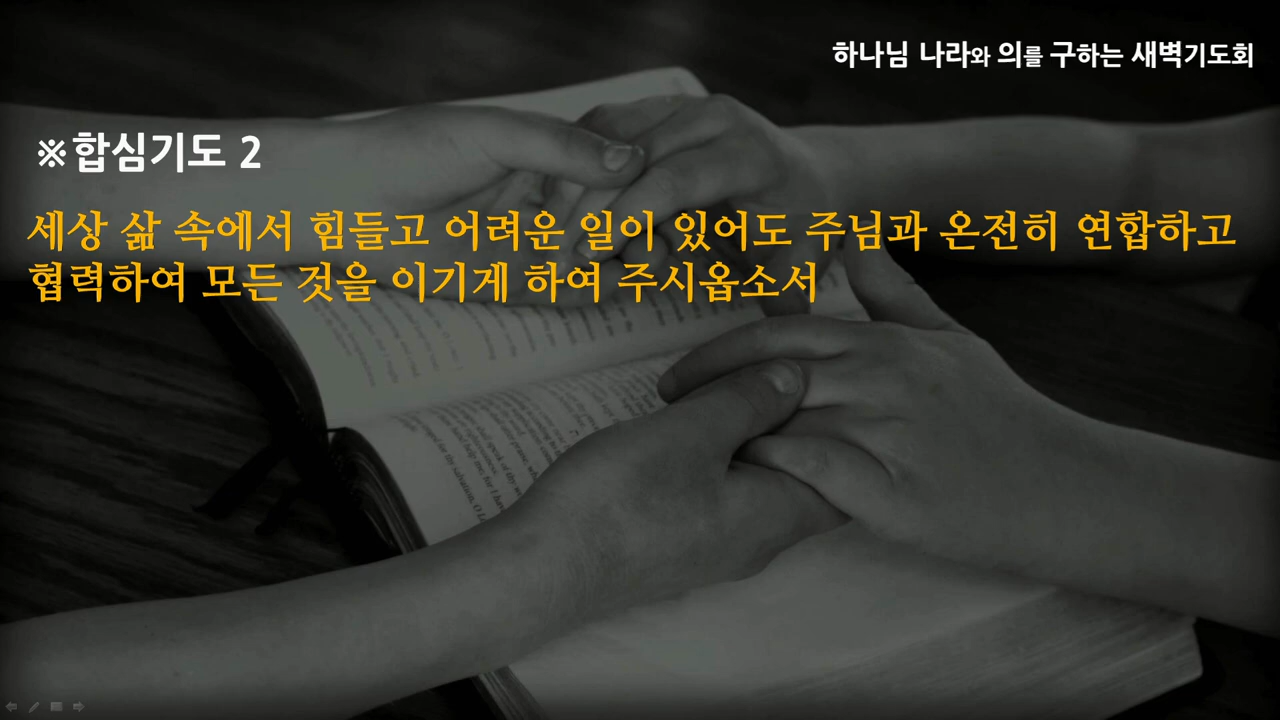 하나님 나라와 의를 구하는 새벽기도회
※합심기도 2
세상 삶 속에서 힘들고 어려운 일이 있어도 주님과 온전히 연합하고
협력하여 모든 것을 이기게 하여 주시옵소서